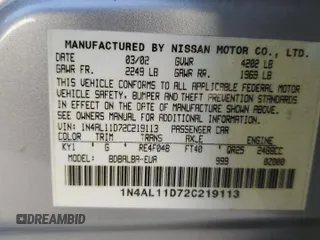 MANUFACTURED BY NISSAN MOTOR CO., LTD.
DATE 03/02 GVWR 4202 LB
GAWR FR. 2249 LB GAWR RR. 1969 LB
THIS VEHICLE CONFORMS TO ALL APPLICABLE FEDERAL MOTOR
VEHICLE SAFETY, BUMPER, AND THEFT PREVENTION STANDARDS
IN EFFECT ON THE DATE OF MANUFACTURE SHOWN ABOVE.
SEE OWNERS MANUAL FOR ADDITIONAL INFORMATION
1N4AL11D72C219113 PASSENGER CAR
COLOR TRIM TRANS AXLE ENGINE
KY1 G RE4F04B FT40 QR25 2488CC
MODEL BDBALBA-EUA 999 02000
1N4AL11D72C219113
DREAMBID